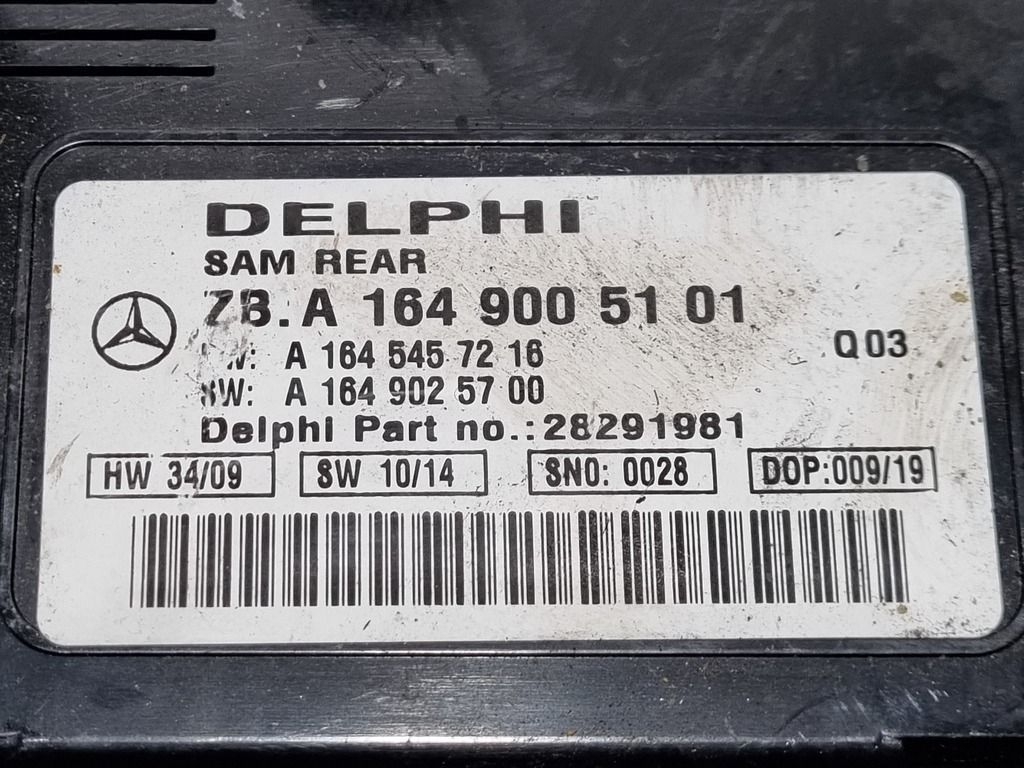 DELPHI
SAM REAR
ZB. A 164 900 51 01
A 164 545 72 16
Q 03
A 164 902 57 00
Delphi Part no.: 28291981
HW 34/09
SW 10/14
SNO: 0028
DOP: 009/19